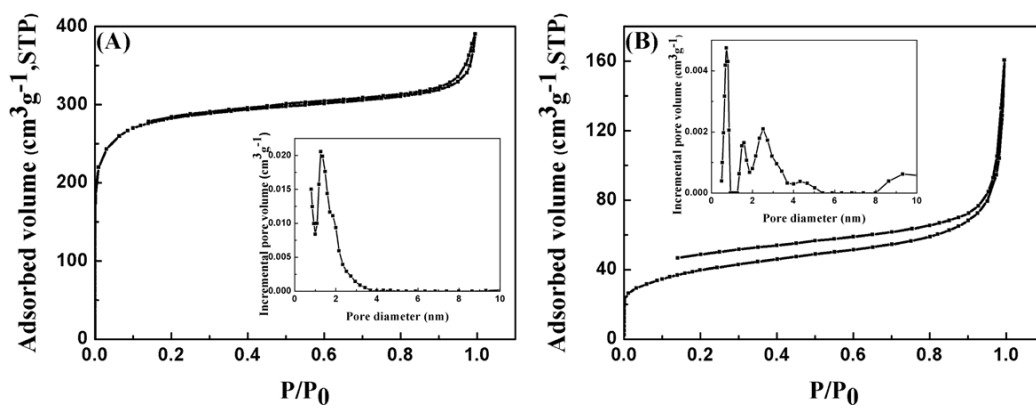 (A)
Adsorbed volume (cm³g⁻¹,STP)
400
300
200
100
0
0.0 0.2 0.4 0.6 0.8 1.0
P/P₀
Incremental pore volume (cm³g⁻¹)
0.020
0.015
0.010
0.005
0.000
0 2 4 6 8 10
Pore diameter (nm)
(B)
Adsorbed volume (cm³g⁻¹,STP)
160
120
80
40
0
0.0 0.2 0.4 0.6 0.8 1.0
P/P₀
Incremental pore volume (cm³g⁻¹)
0.004
0.002
0.000
0 2 4 6 8 10
Pore diameter (nm)